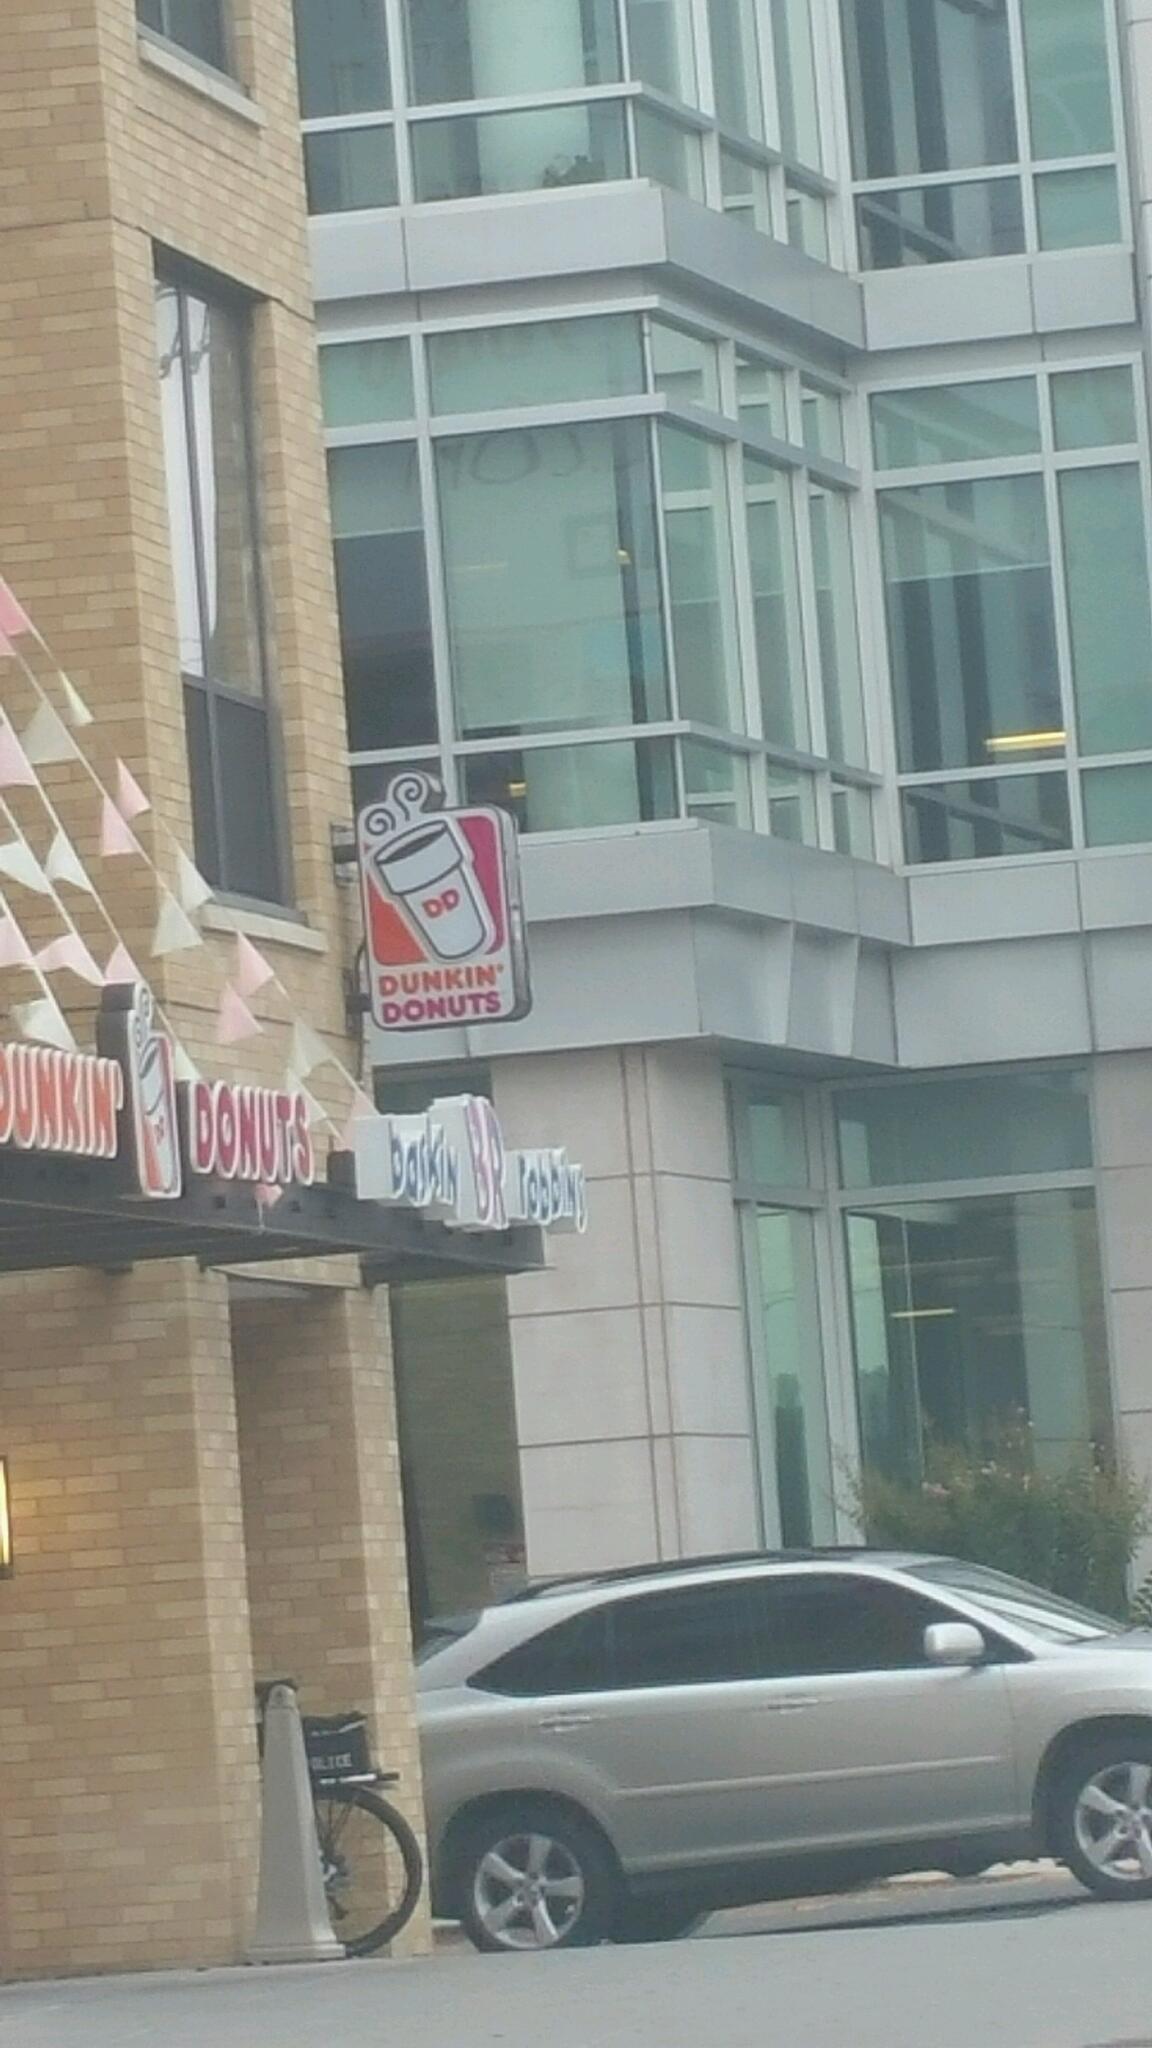 DD
DUNKIN'
DONUTS
DUNKIN' DONUTS baskin BR robbins
POLICE